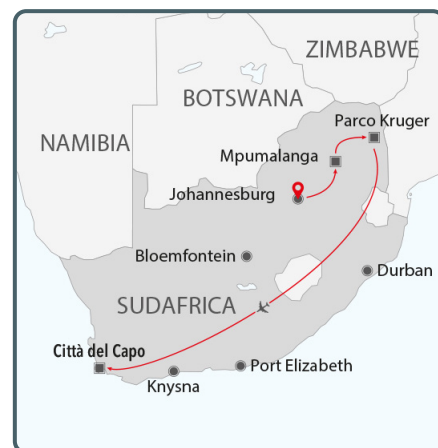 ZIMBABWE
BOTSWANA
NAMIBIA
Parco Kruger
Mpumalanga
Johannesburg
Bloemfontein
Durban
SUDAFRICA
Città del Capo
Port Elizabeth
Knysna